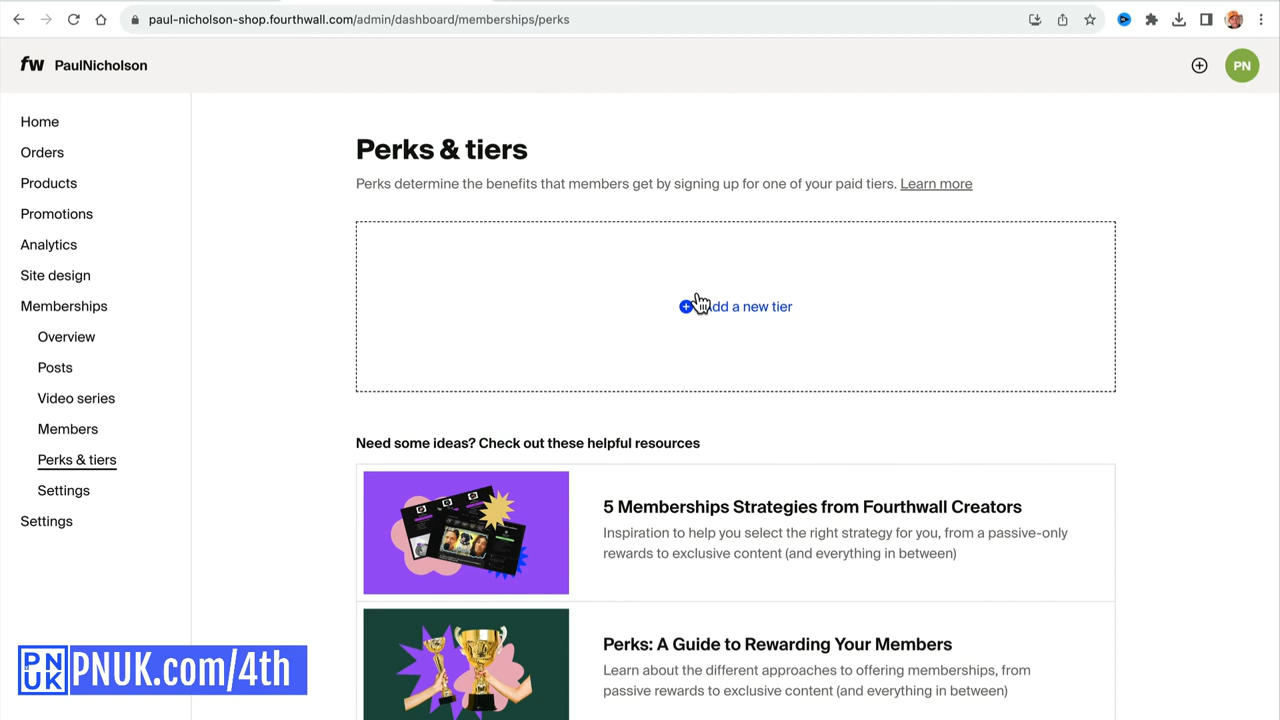 paul-nicholson-shop.fourthwall.com/admin/dashboard/memberships/perks
fw PaulNicholson
PN
Home
Orders
Products
Promotions
Analytics
Site design
Memberships
Overview
Posts
Video series
Members
Perks & tiers
Settings
Settings
Perks & tiers
Perks determine the benefits that members get by signing up for one of your paid tiers. Learn more
dd a new tier
Need some ideas? Check out these helpful resources
5 Memberships Strategies from Fourthwall Creators
Inspiration to help you select the right strategy for you, from a passive-only
rewards to exclusive content (and everything in between)
Perks: A Guide to Rewarding Your Members
Learn about the different approaches to offering memberships, from
passive rewards to exclusive content (and everything in between)
PN
UK
PNUK.com/4th